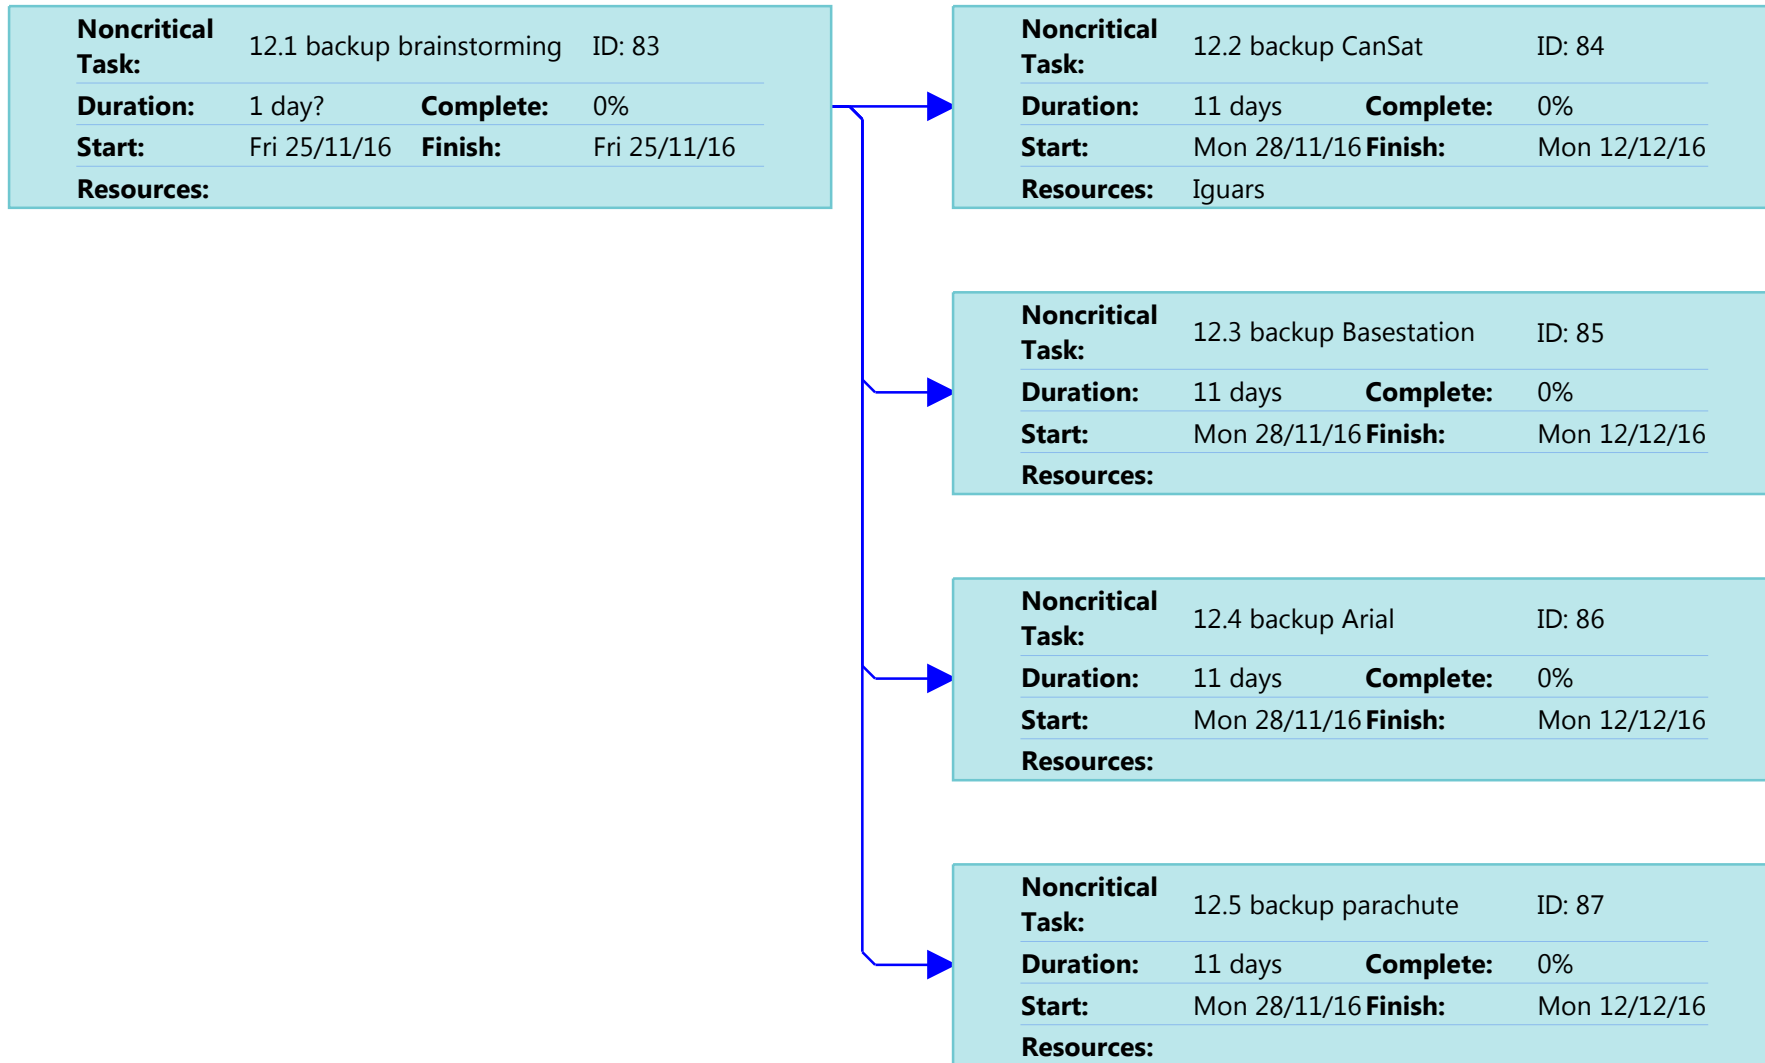 Noncritical Task: 12.1 backup brainstorming ID: 83
Duration: 1 day? Complete: 0%
Start: Fri 25/11/16 Finish: Fri 25/11/16
Resources:
Noncritical Task: 12.2 backup CanSat ID: 84
Duration: 11 days Complete: 0%
Start: Mon 28/11/16 Finish: Mon 12/12/16
Resources: Iguars
Noncritical Task: 12.3 backup Basestation ID: 85
Duration: 11 days Complete: 0%
Start: Mon 28/11/16 Finish: Mon 12/12/16
Resources:
Noncritical Task: 12.4 backup Arial ID: 86
Duration: 11 days Complete: 0%
Start: Mon 28/11/16 Finish: Mon 12/12/16
Resources:
Noncritical Task: 12.5 backup parachute ID: 87
Duration: 11 days Complete: 0%
Start: Mon 28/11/16 Finish: Mon 12/12/16
Resources: